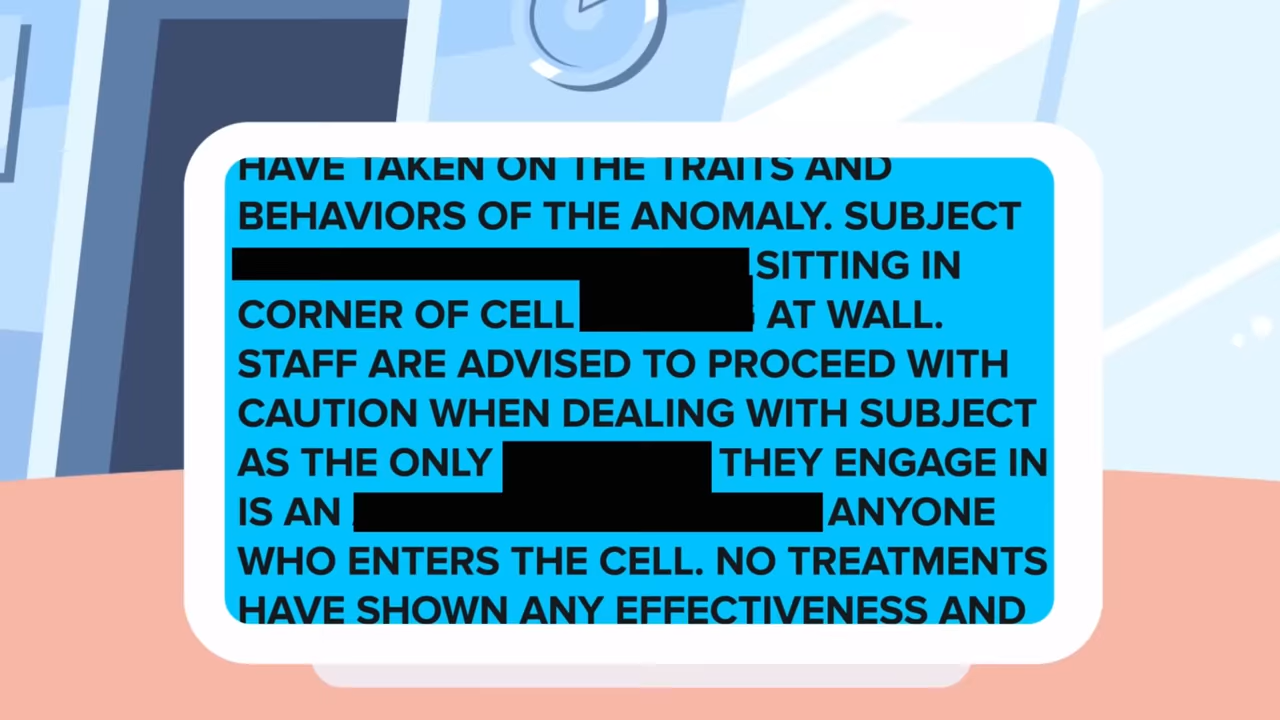 HAVE TAKEN ON THE TRAITS AND
BEHAVIORS OF THE ANOMALY. SUBJECT
SITTING IN
CORNER OF CELL AT WALL.
STAFF ARE ADVISED TO PROCEED WITH
CAUTION WHEN DEALING WITH SUBJECT
AS THE ONLY THEY ENGAGE IN
IS AN ANYONE
WHO ENTERS THE CELL. NO TREATMENTS
HAVE SHOWN ANY EFFECTIVENESS AND